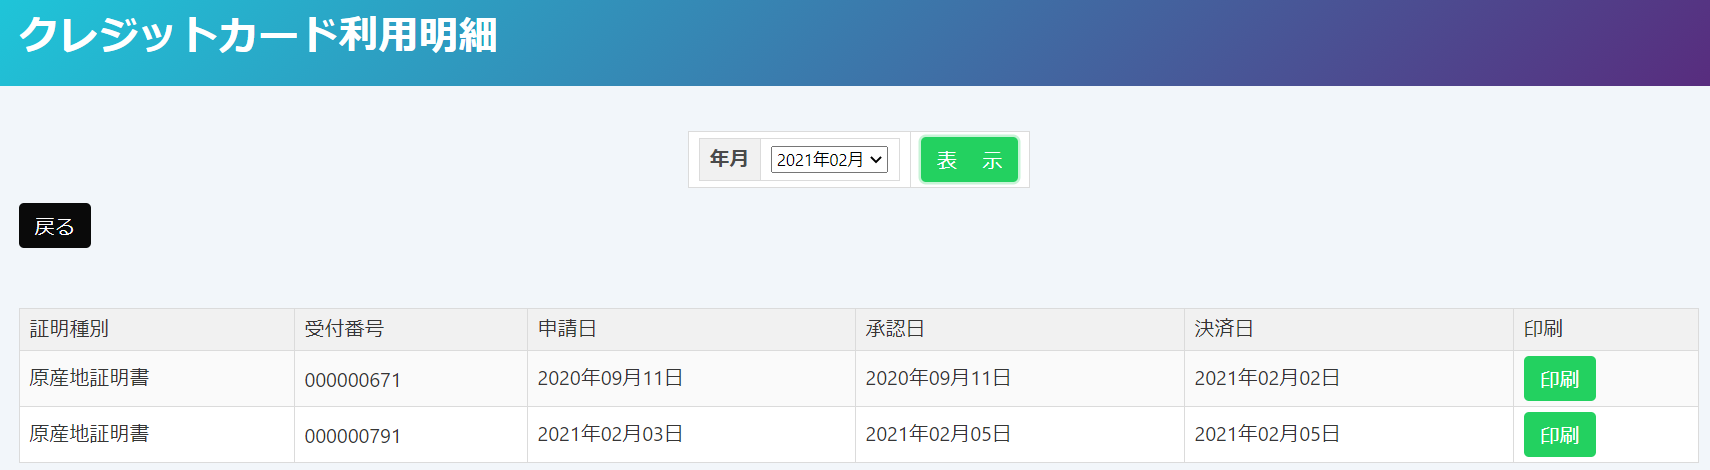 クレジットカード利用明細
年月 2021年02月 表 示
戻る
証明種別 受付番号 申請日 承認日 決済日 印刷
原産地証明書 000000671 2020年09月11日 2020年09月11日 2021年02月02日 印刷
原産地証明書 000000791 2021年02月03日 2021年02月05日 2021年02月05日 印刷